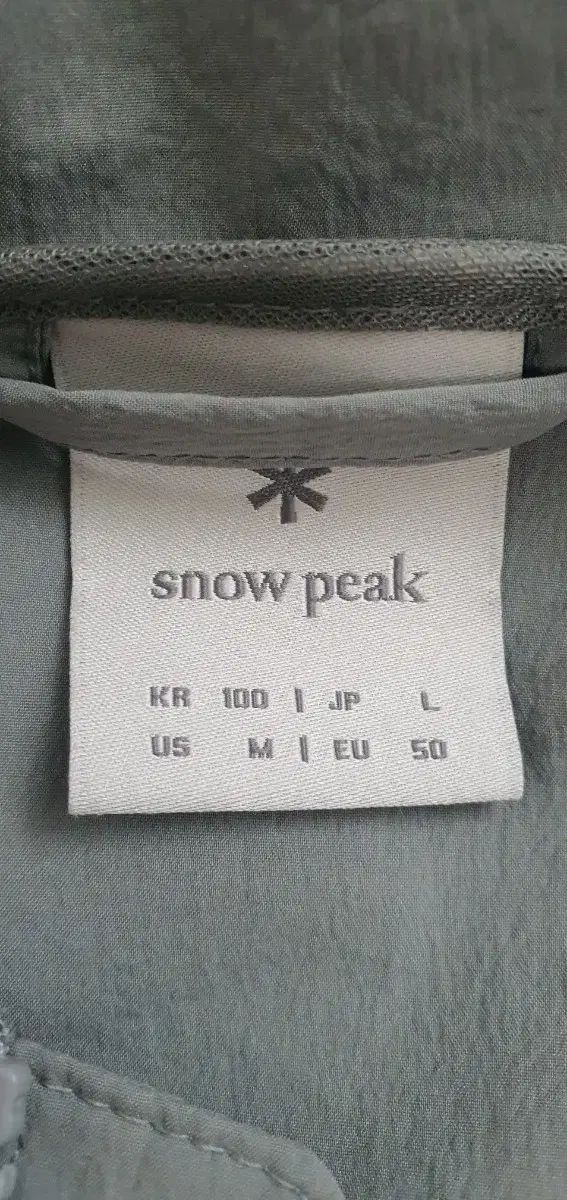 snow peak
KR 100 | JP L
US M | EU 50